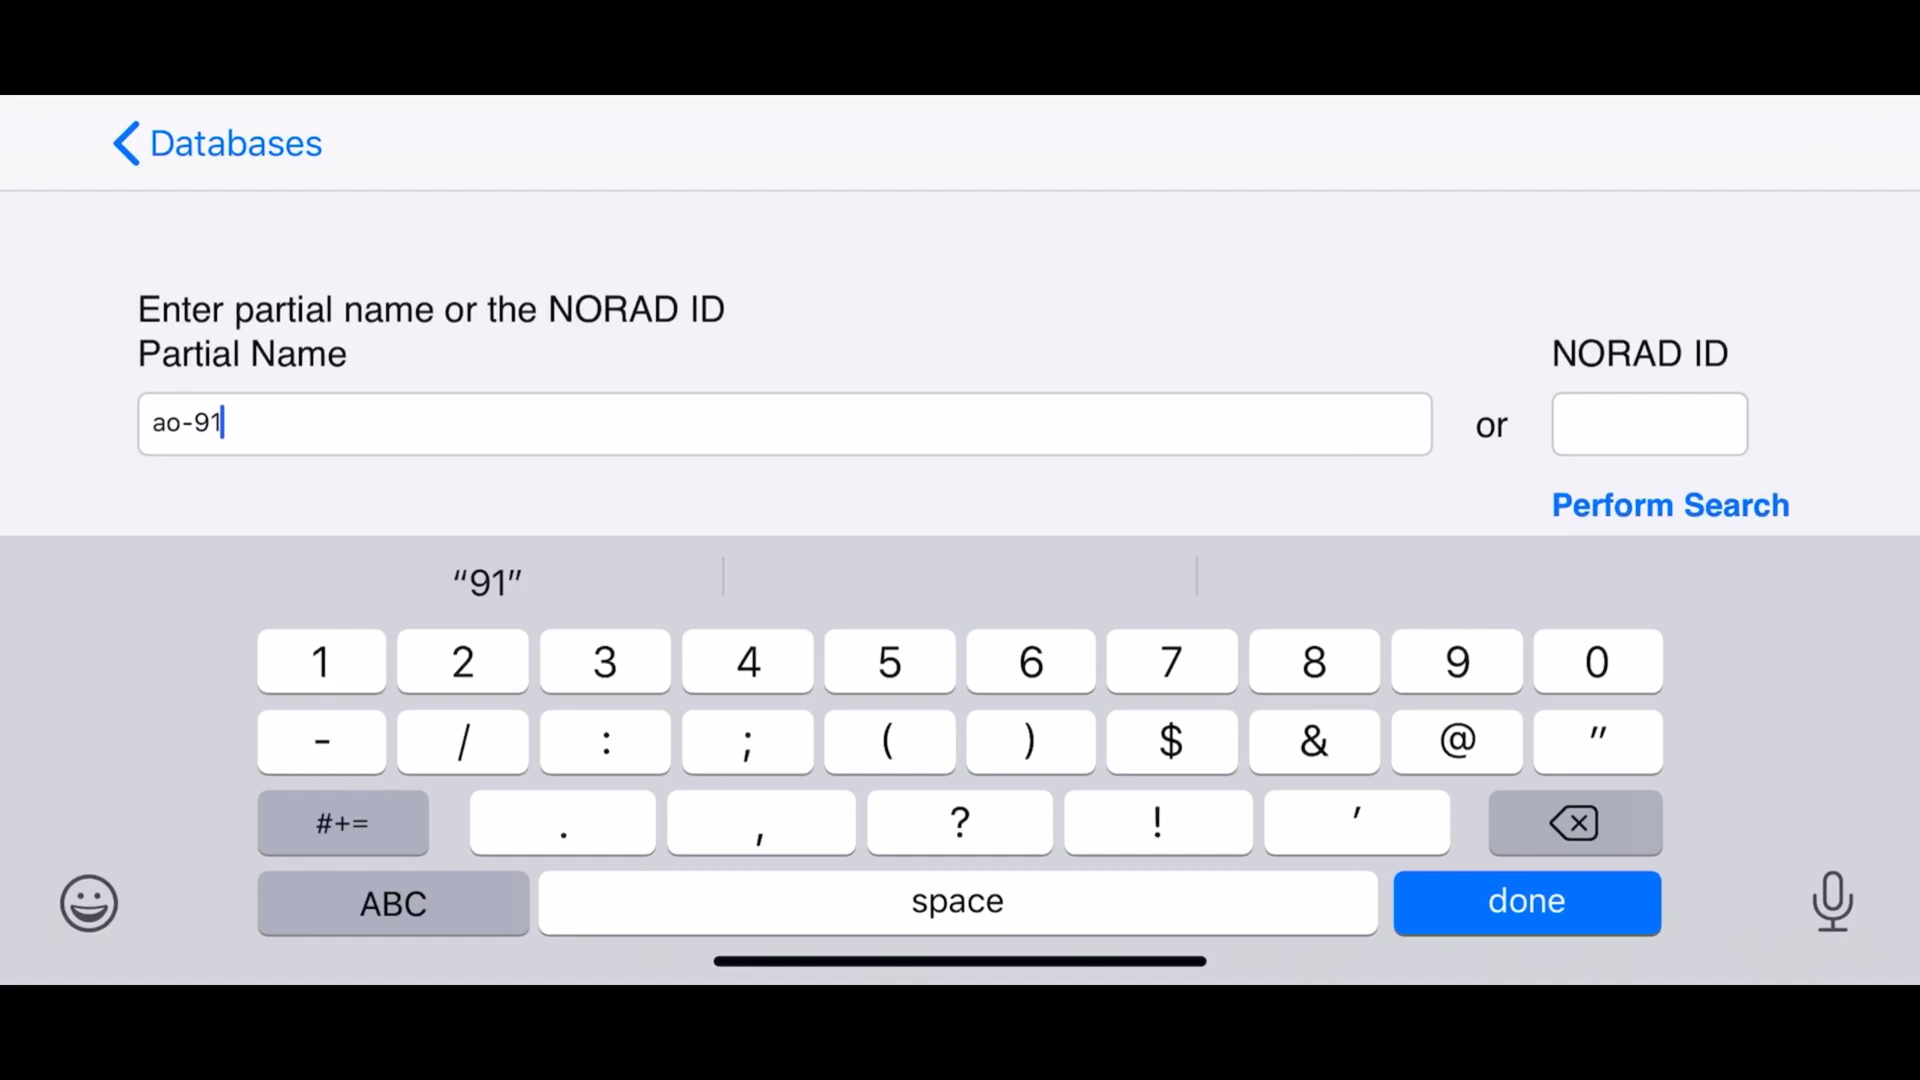 Databases
Enter partial name or the NORAD ID
Partial Name
NORAD ID
ao-91
or
Perform Search
“91”
1 2 3 4 5 6 7 8 9 0
- / : ; ( ) $ & @ "
#+= . , ? ! '
ABC space done